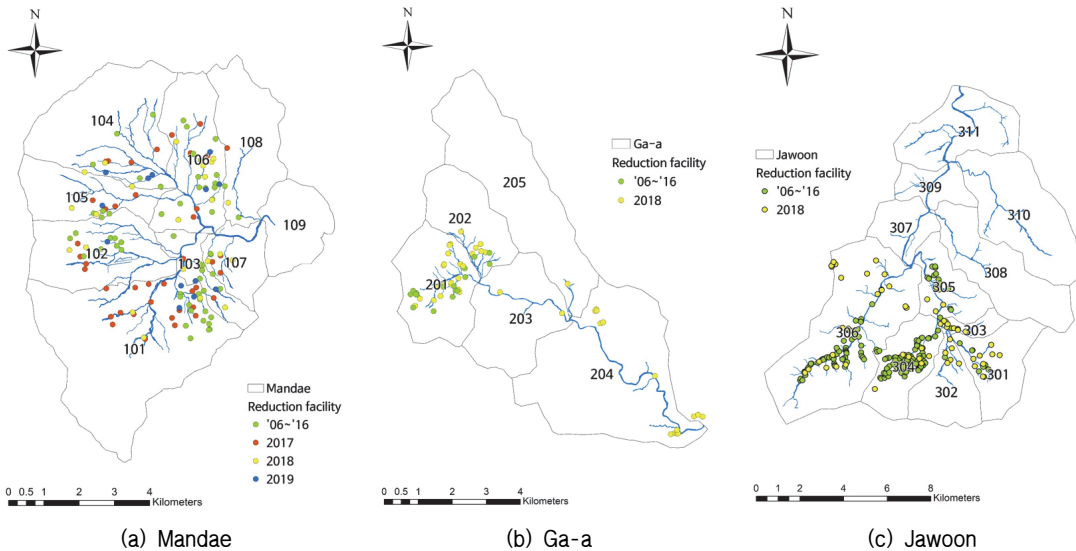 N
104
106
108
105
109
102
103
107
101
Mandae
Reduction facility
'06~'16
2017
2018
2019
0 0.5 1 2 3 4
Kilometers
(a) Mandae
N
Ga-a
Reduction facility
'06~'16
2018
205
202
201
203
204
0 0.5 1 2 3 4
Kilometers
(b) Ga-a
N
Jawoon
Reduction facility
'06~'16
2018
311
309
310
307
308
305
306
303
304
301
302
0 1 2 4 6 8
Kilometers
(c) Jawoon